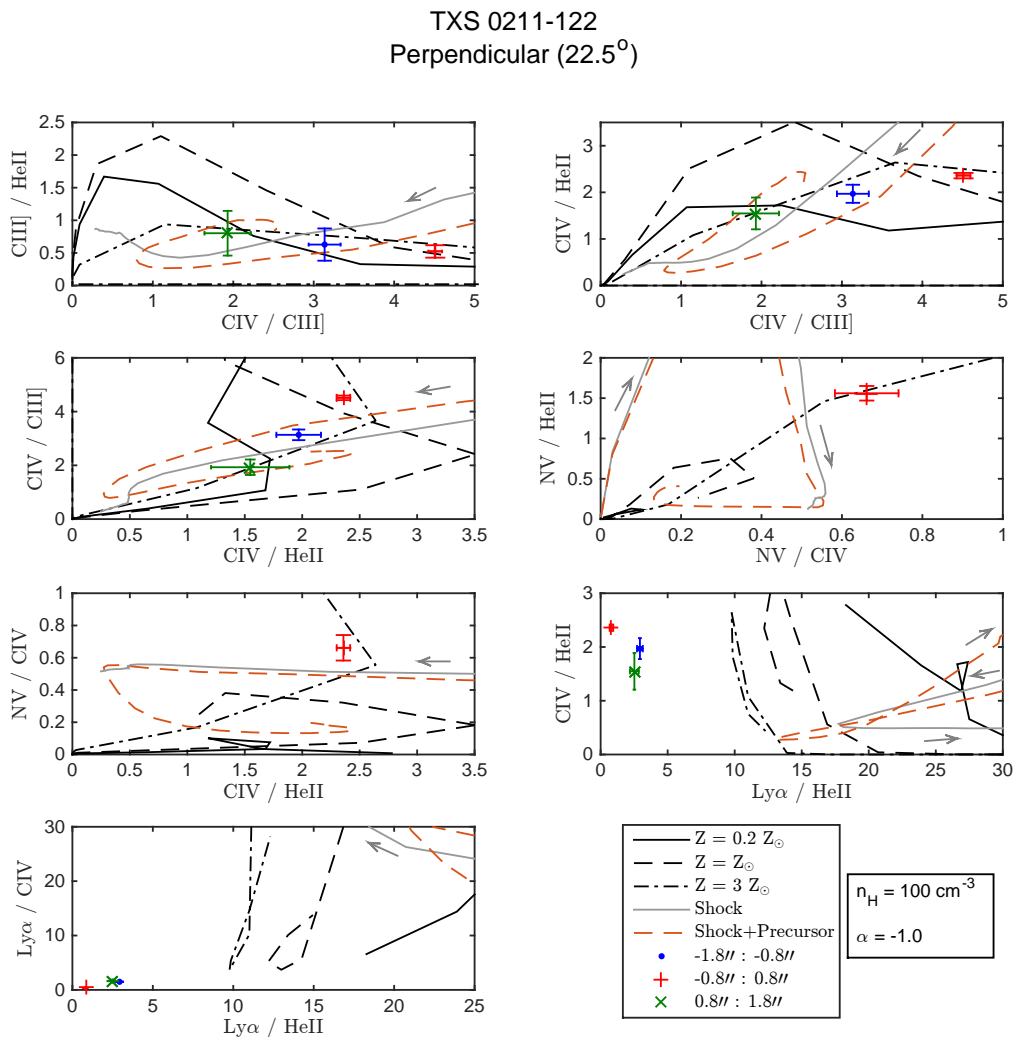 TXS 0211-122
Perpendicular (22.5°)
CIII] / HeII
2.5
2
1.5
1
0.5
0
0 1 2 3 4 5
CIV / CIII]
CIV / HeII
3
2
1
0
0 1 2 3 4 5
CIV / CIII]
CIV / CIII]
6
4
2
0
0 0.5 1 1.5 2 2.5 3 3.5
CIV / HeII
NV / HeII
2
1.5
1
0.5
0
0 0.2 0.4 0.6 0.8 1
NV / CIV
NV / CIV
1
0.8
0.6
0.4
0.2
0
0 0.5 1 1.5 2 2.5 3 3.5
CIV / HeII
CIV / HeII
3
2
1
0
0 5 10 15 20 25 30
Lyα / HeII
Lyα / CIV
30
20
10
0
0 5 10 15 20 25
Lyα / HeII
Z = 0.2 Z☉
Z = Z☉
Z = 3 Z☉
Shock
Shock+Precursor
-1.8″ : -0.8″
-0.8″ : 0.8″
0.8″ : 1.8″
n_H = 100 cm⁻³
α = -1.0